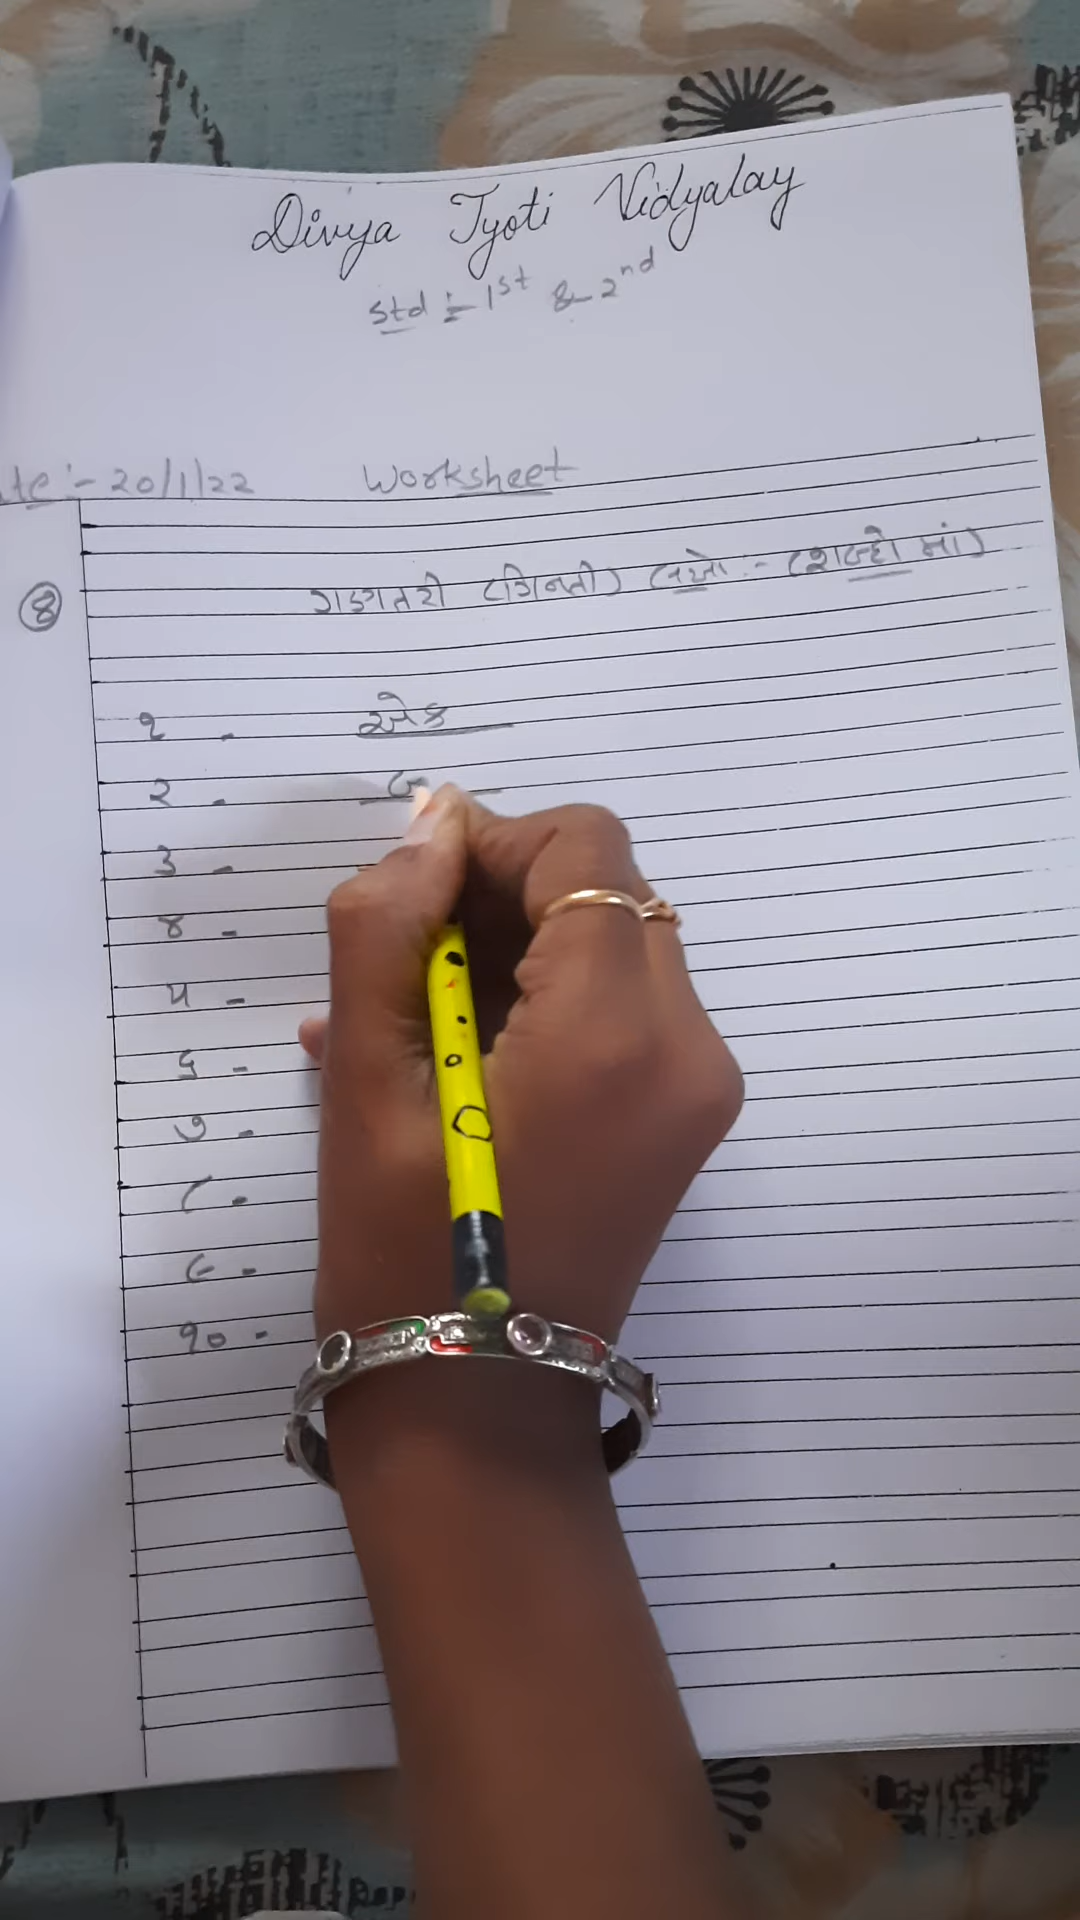 Divya Jyoti Vidyalay
Std :- 1st & 2nd
te :- 20/1/22 Worksheet
8 ગણતરી (ગિનતી) લખો :- (શબ્દો માં)
૧ - એક
૨ - બ
૩ -
૪ -
૫ -
૬ -
૭ -
૮ -
૯ -
૧૦ -